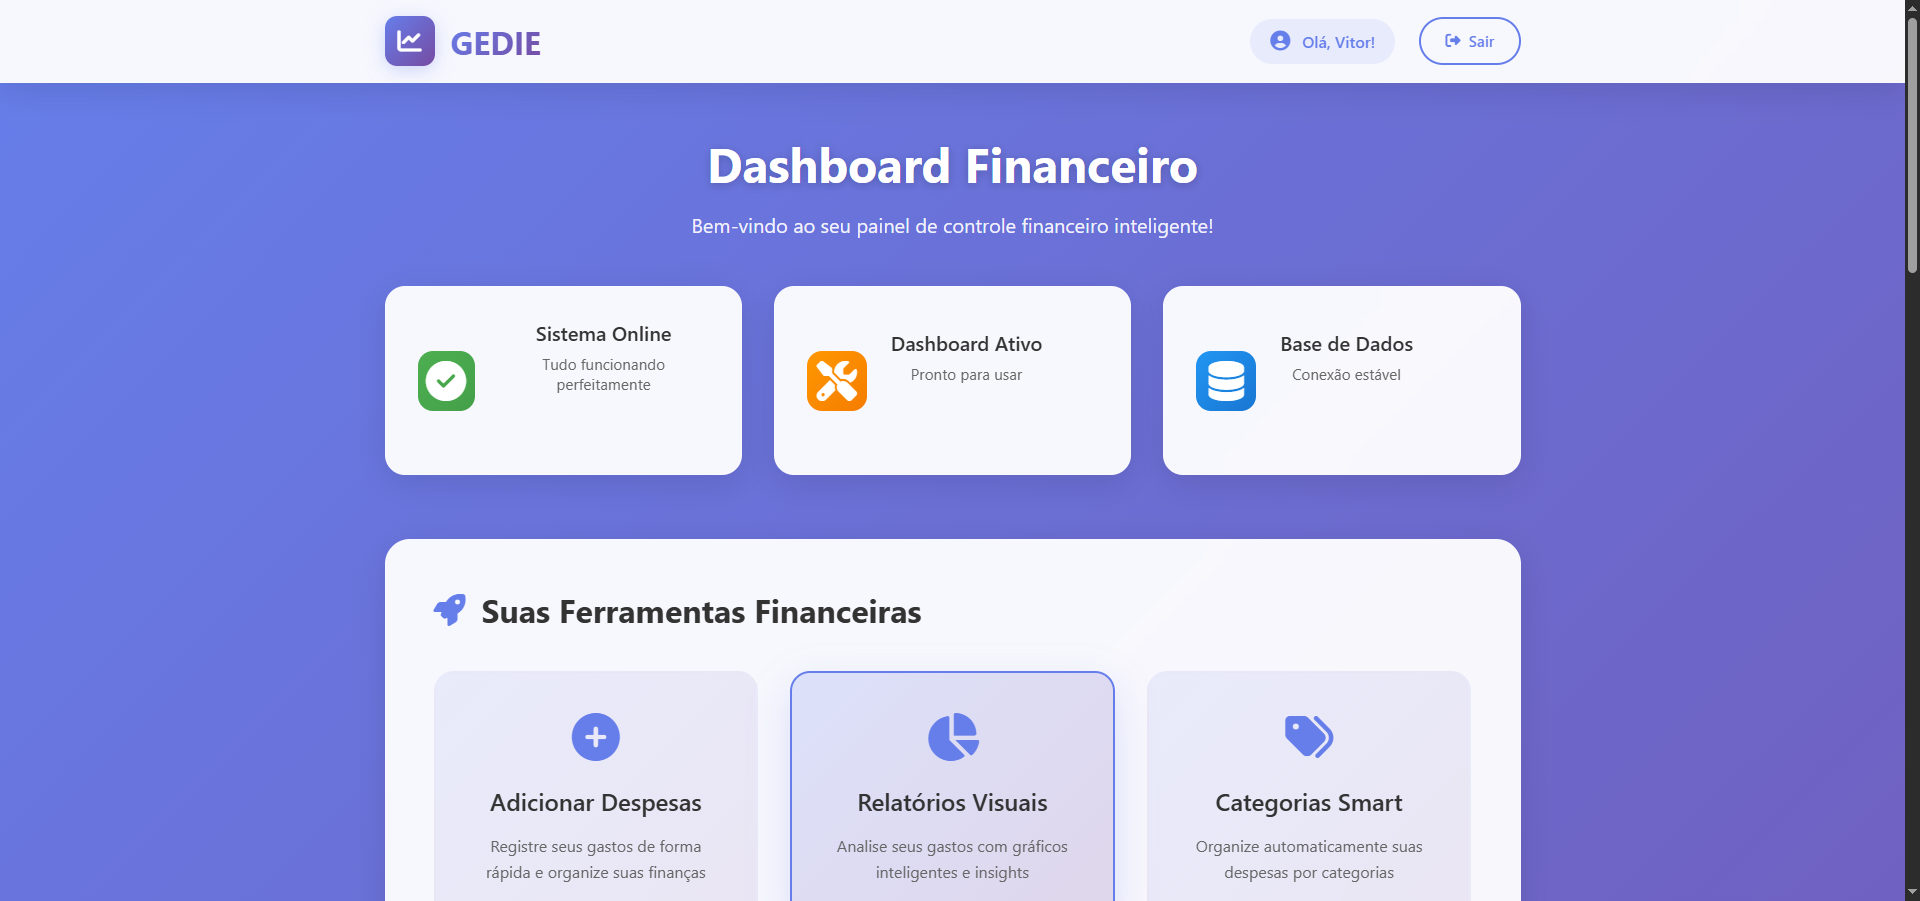 GEDIE
Olá, Vitor!
Sair
Dashboard Financeiro
Bem-vindo ao seu painel de controle financeiro inteligente!
Sistema Online
Tudo funcionando
perfeitamente
Dashboard Ativo
Pronto para usar
Base de Dados
Conexão estável
Suas Ferramentas Financeiras
Adicionar Despesas
Registre seus gastos de forma
rápida e organize suas finanças
Relatórios Visuais
Analise seus gastos com gráficos
inteligentes e insights
Categorias Smart
Organize automaticamente suas
despesas por categorias